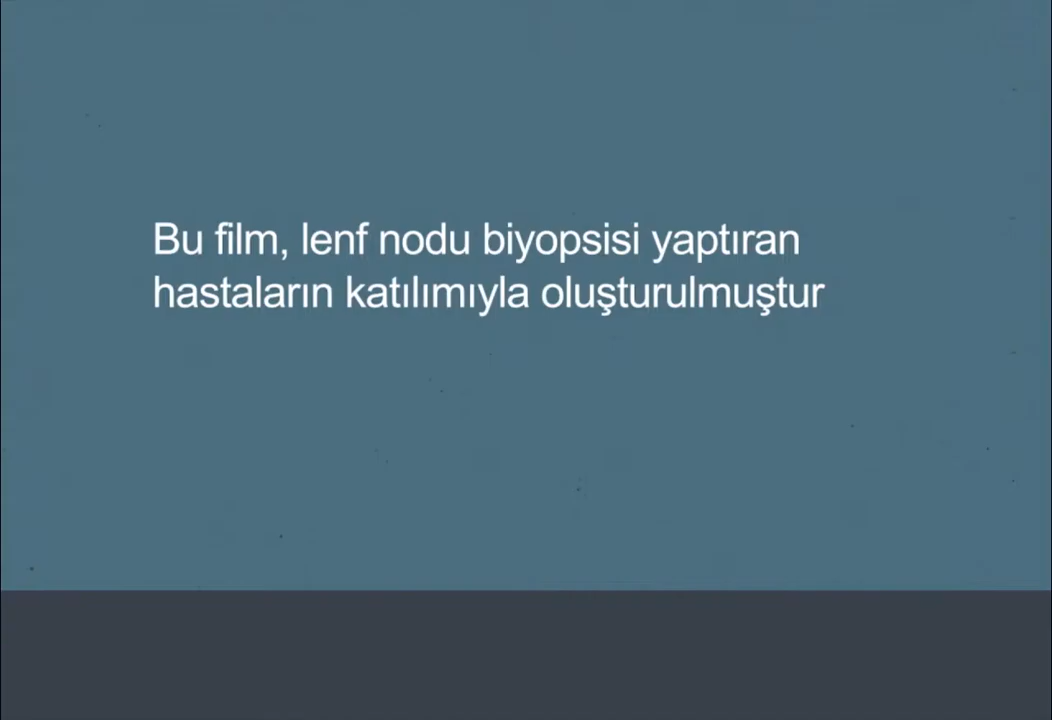 Bu film, lenf nodu biyopsisi yaptıran
hastaların katılımıyla oluşturulmuştur